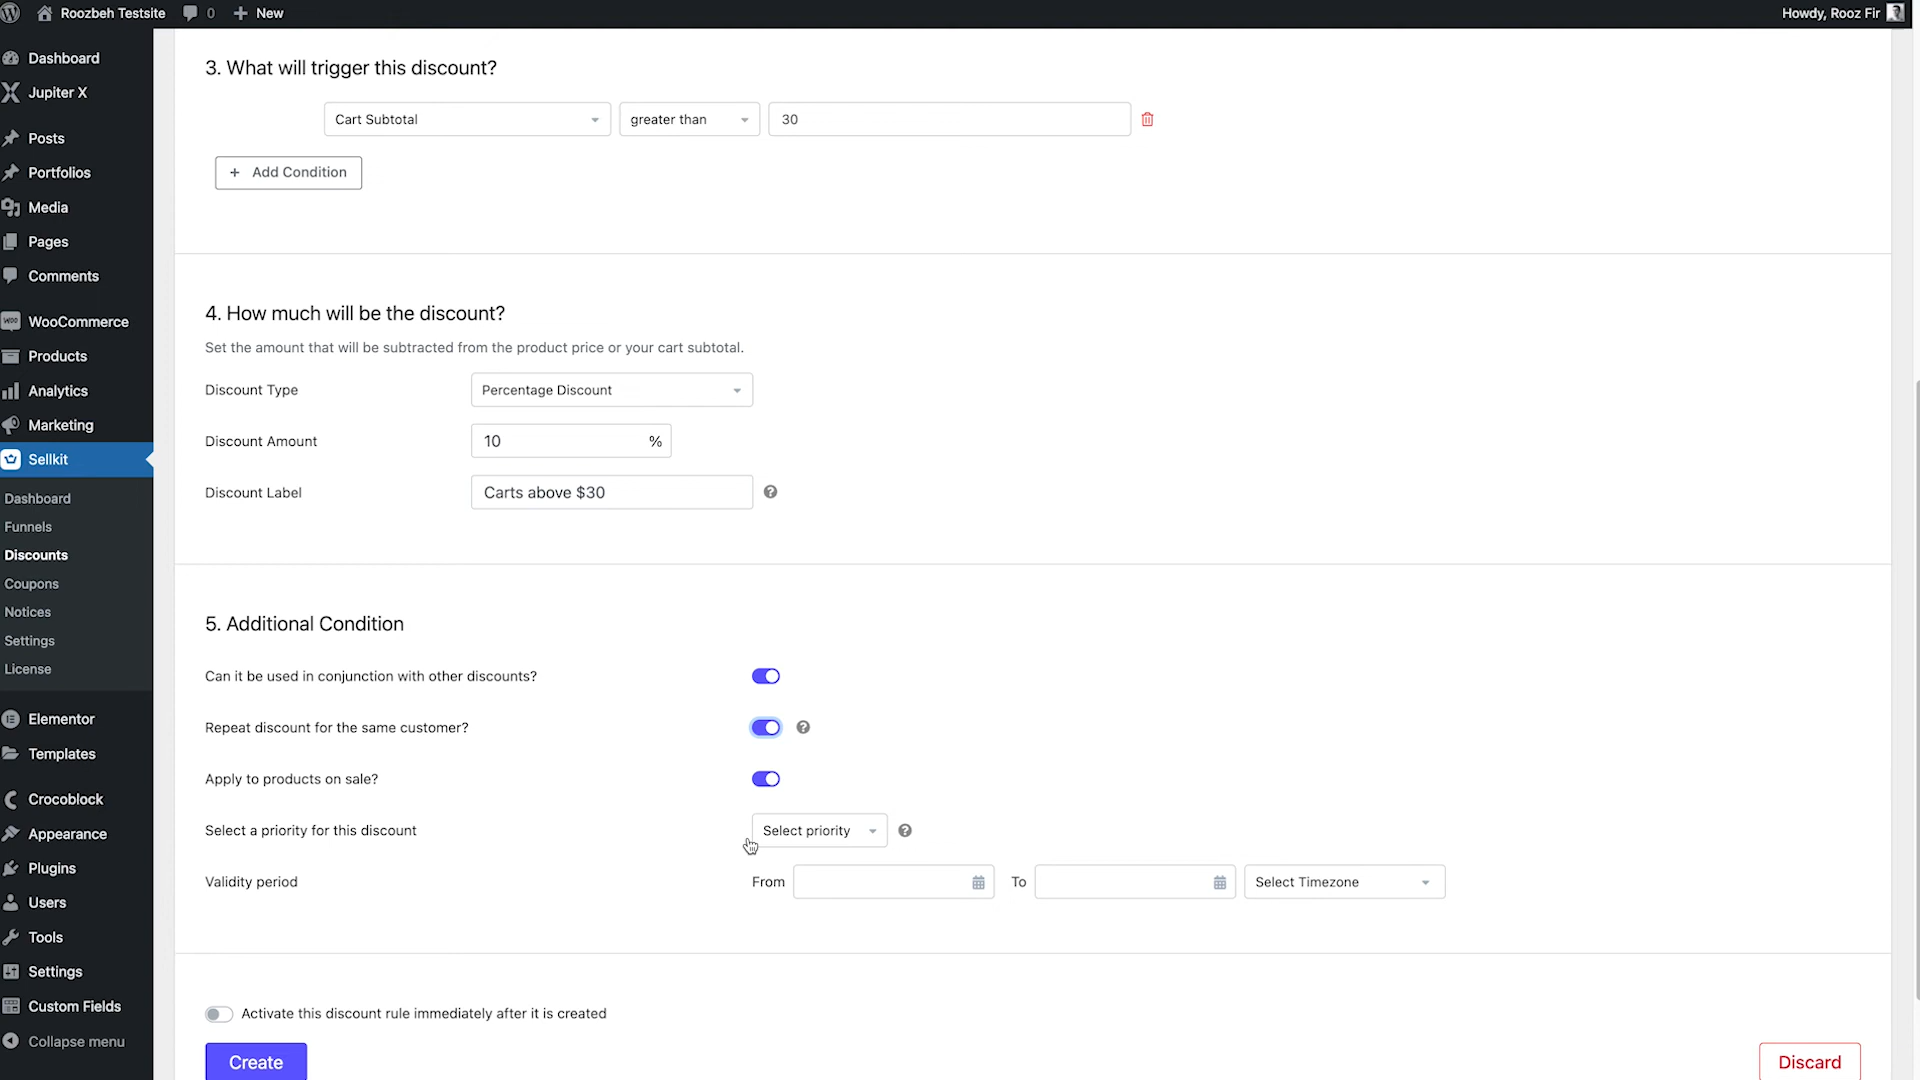 Roozbeh Testsite
0
New
Howdy, Rooz Fir
Dashboard
Jupiter X
Posts
Portfolios
Media
Pages
Comments
WooCommerce
Products
Analytics
Marketing
Sellkit
Dashboard
Funnels
Discounts
Coupons
Notices
Settings
License
Elementor
Templates
Crocoblock
Appearance
Plugins
Users
Tools
Settings
Custom Fields
Collapse menu
3. What will trigger this discount?
Cart Subtotal
greater than
30
+ Add Condition
4. How much will be the discount?
Set the amount that will be subtracted from the product price or your cart subtotal.
Discount Type
Percentage Discount
Discount Amount
10 %
Discount Label
Carts above $30
?
5. Additional Condition
Can it be used in conjunction with other discounts?
Repeat discount for the same customer?
?
Apply to products on sale?
Select a priority for this discount
Select priority
?
Validity period
From
To
Select Timezone
Activate this discount rule immediately after it is created
Create
Discard